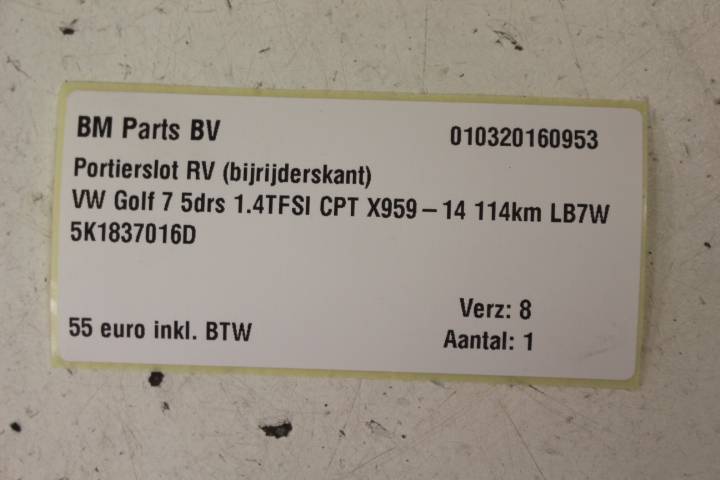 BM Parts BV 010320160953
Portierslot RV (bijrijderskant)
VW Golf 7 5drs 1.4TFSI CPT X959 – 14 114km LB7W
5K1837016D
Verz: 8
55 euro inkl. BTW Aantal: 1